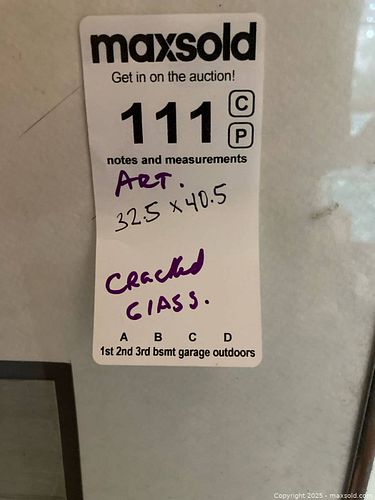 maxsold
Get in on the auction!
111 C
P
notes and measurements
ART.
32.5 x 40.5
CRACKED
GLASS.
A B C D
1st 2nd 3rd bsmt garage outdoors
Copyright 2025 - maxsold.com